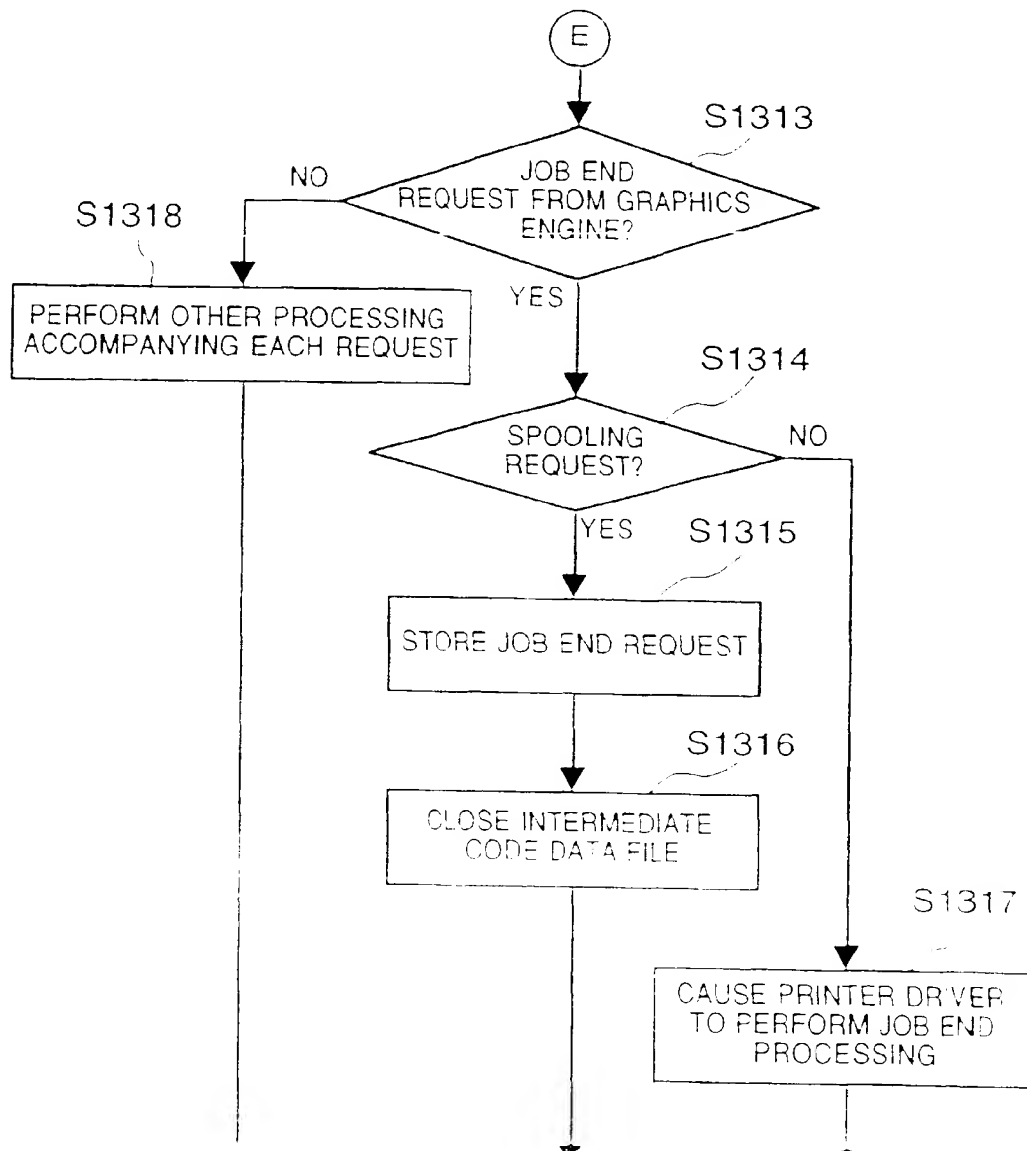 E
S1313
JOB END
REQUEST FROM GRAPHICS
ENGINE?
NO
YES
S1318
PERFORM OTHER PROCESSING
ACCOMPANYING EACH REQUEST
S1314
SPOOLING
REQUEST?
NO
YES
S1315
STORE JOB END REQUEST
S1316
CLOSE INTERMEDIATE
CODE DATA FILE
S1317
CAUSE PRINTER DRIVER
TO PERFORM JOB END
PROCESSING